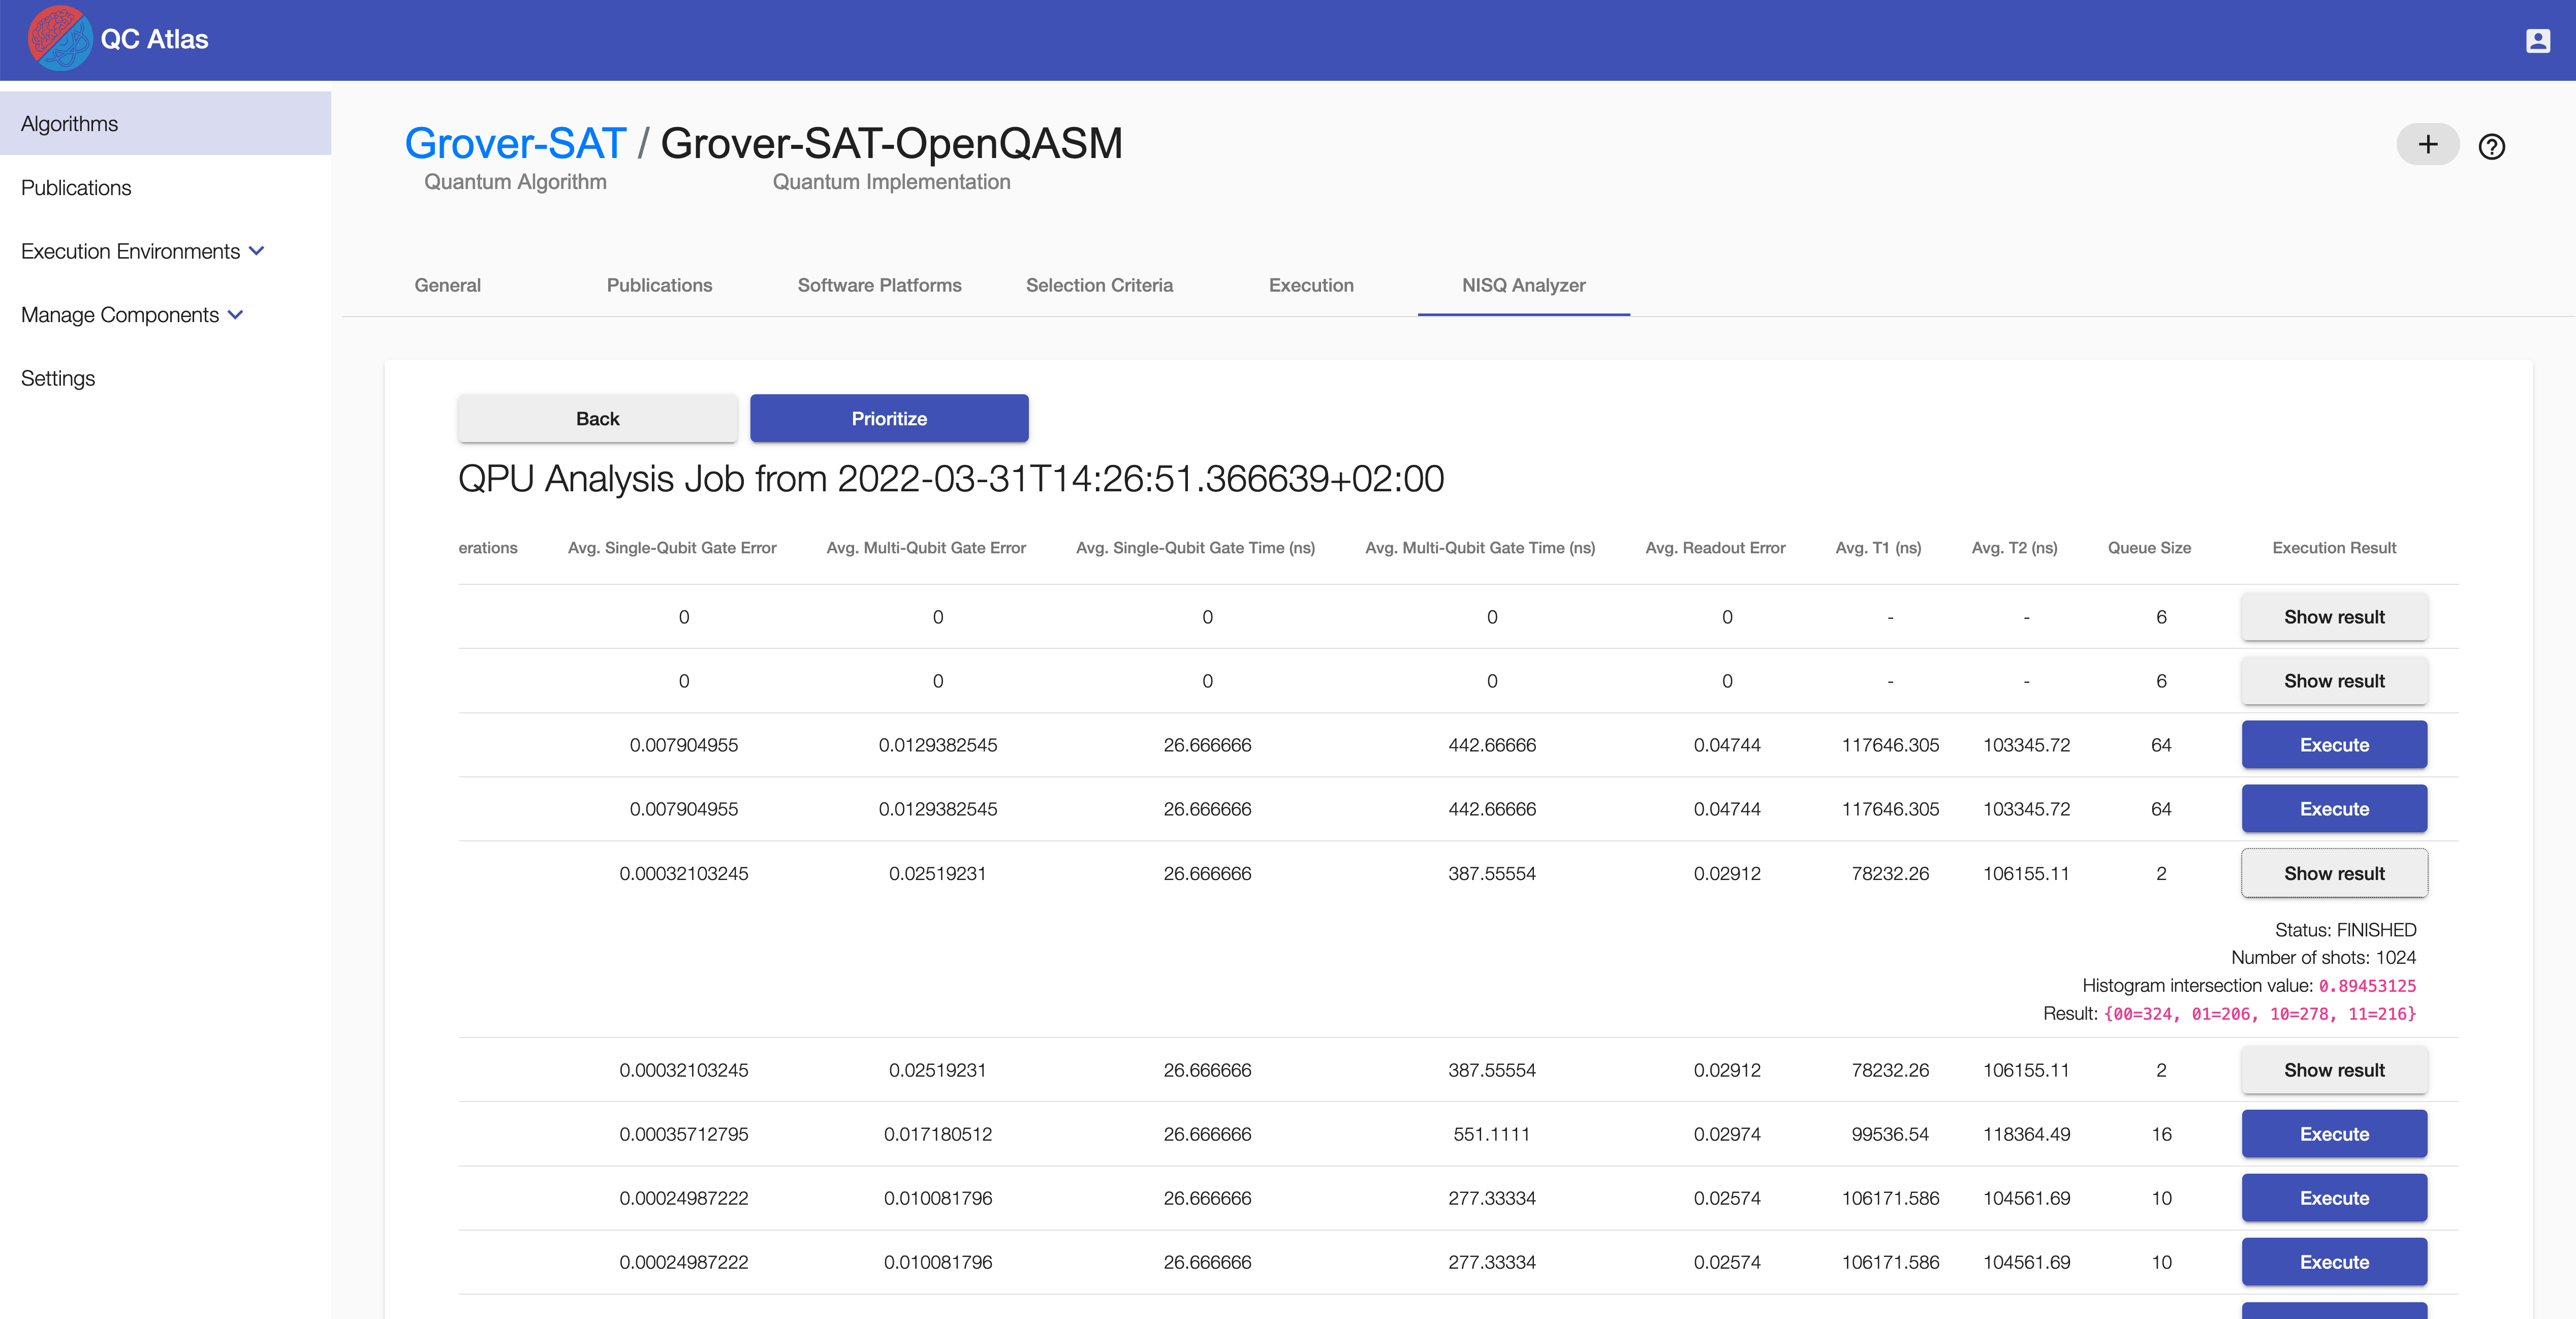 QC Atlas
Algorithms
Publications
Execution Environments
Manage Components
Settings
Grover-SAT / Grover-SAT-OpenQASM
Quantum Algorithm Quantum Implementation
General Publications Software Platforms Selection Criteria Execution NISQ Analyzer
Back Prioritize
QPU Analysis Job from 2022-03-31T14:26:51.366639+02:00
erations Avg. Single-Qubit Gate Error Avg. Multi-Qubit Gate Error Avg. Single-Qubit Gate Time (ns) Avg. Multi-Qubit Gate Time (ns) Avg. Readout Error Avg. T1 (ns) Avg. T2 (ns) Queue Size Execution Result
0 0 0 0 0 - - 6 Show result
0 0 0 0 0 - - 6 Show result
0.007904955 0.0129382545 26.666666 442.66666 0.04744 117646.305 103345.72 64 Execute
0.007904955 0.0129382545 26.666666 442.66666 0.04744 117646.305 103345.72 64 Execute
0.00032103245 0.02519231 26.666666 387.55554 0.02912 78232.26 106155.11 2 Show result
Status: FINISHED
Number of shots: 1024
Histogram intersection value: 0.89453125
Result: {00=324, 01=206, 10=278, 11=216}
0.00032103245 0.02519231 26.666666 387.55554 0.02912 78232.26 106155.11 2 Show result
0.00035712795 0.017180512 26.666666 551.1111 0.02974 99536.54 118364.49 16 Execute
0.00024987222 0.010081796 26.666666 277.33334 0.02574 106171.586 104561.69 10 Execute
0.00024987222 0.010081796 26.666666 277.33334 0.02574 106171.586 104561.69 10 Execute